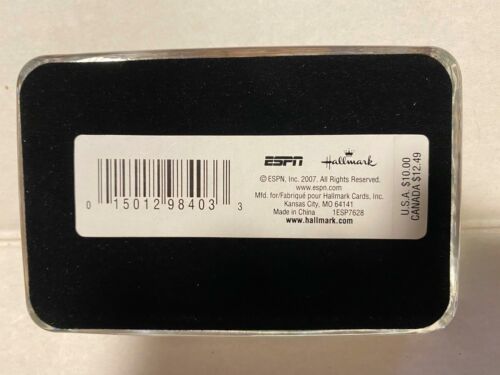 ESPN Hallmark
© ESPN, Inc. 2007. All Rights Reserved.
www.espn.com
Mfd. for/Fabriqué pour Hallmark Cards, Inc.
Kansas City, MO 64141
Made in China 1ESP7628
www.hallmark.com
0 15012 98403 3
U.S.A. $10.00
CANADA $12.49